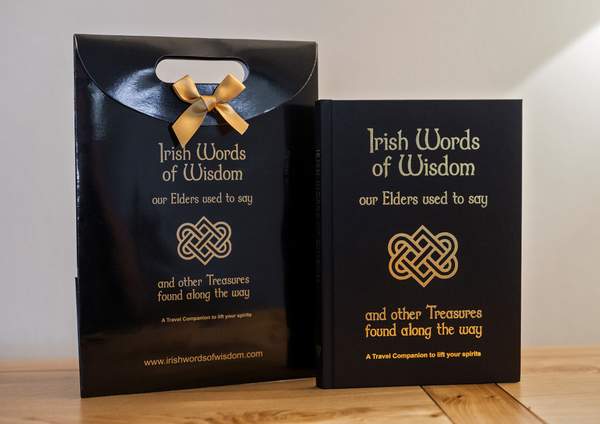 Irish Words
of Wisdom
our Elders used to say
and other Treasures
found along the way
A Travel Companion to lift your spirits
www.irishwordsofwisdom.com
Irish Words
of Wisdom
our Elders used to say
and other Treasures
found along the way
A Travel Companion to lift your spirits